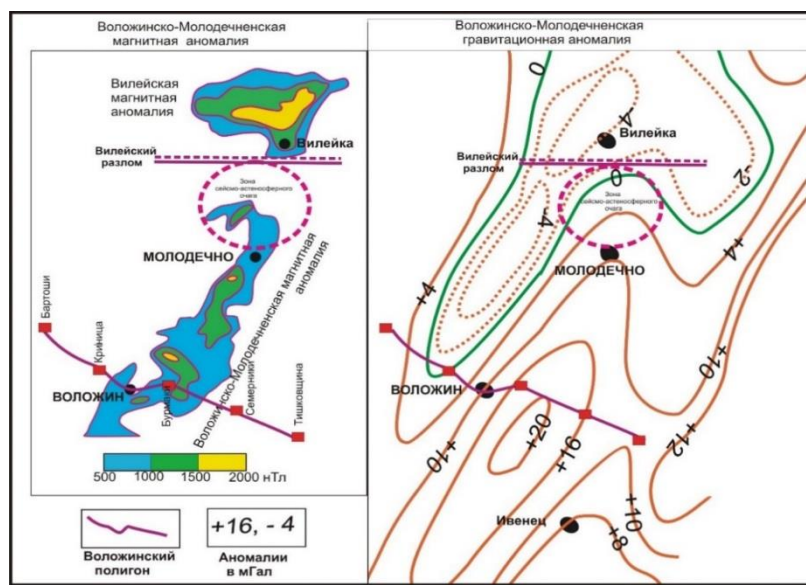 Воложинско-Молодечненская
магнитная аномалия
Вилейская
магнитная
аномалия
Вилейка
Вилейский
разлом
Зона
сейсмо-астеносферного
очага
МОЛОДЕЧНО
Воложинско-Молодечненская магнитная
аномалия
Бартоши
Криница
ВОЛОЖИН
Бурмаки
Семерники
Тишковщина
500 1000 1500 2000 нТл
Воложинский
полигон
+16, - 4
Аномалии
в мГал
Воложинско-Молодечненская
гравитационная аномалия
0
-4
Вилейка
Вилейский
разлом
0
-2
Зона
сейсмо-астеносферного
очага
-4
МОЛОДЕЧНО
+4
+4
+10
ВОЛОЖИН
+20
+16
+12
+10
Ивенец
+10
+8